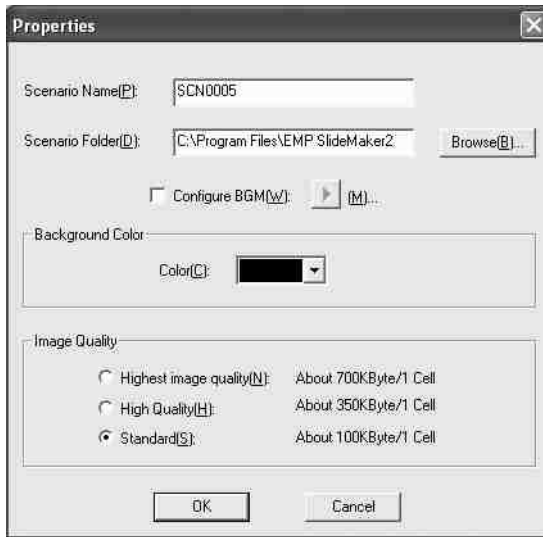 Properties
Scenario Name(P): SCN0005
Scenario Folder(D): C:\Program Files\EMP SlideMaker2 Browse(B)...
Configure BGM(W): (M)...
Background Color
Color(C):
Image Quality
Highest image quality(N): About 700KByte/1 Cell
High Quality(H): About 350KByte/1 Cell
Standard(S): About 100KByte/1 Cell
OK Cancel